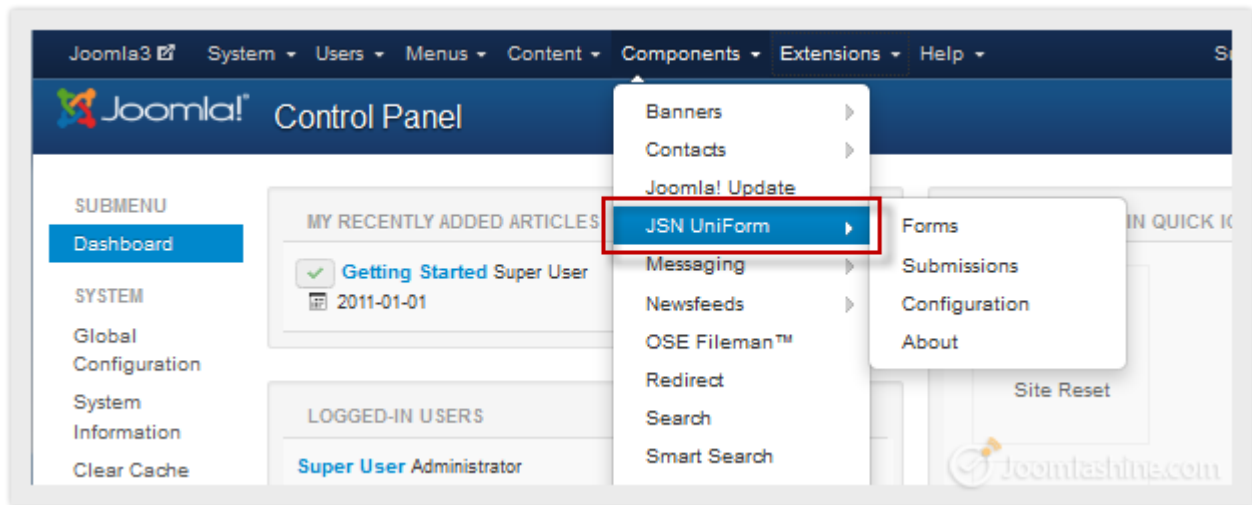 Joomla3 System Users Menus Content Components Extensions Help
Joomla! Control Panel
Banners
Contacts
Joomla! Update
JSN UniForm
Messaging
Newsfeeds
OSE Fileman™
Redirect
Search
Smart Search
Forms
Submissions
Configuration
About
SUBMENU
Dashboard
SYSTEM
Global
Configuration
System
Information
Clear Cache
MY RECENTLY ADDED ARTICLES
Getting Started Super User
2011-01-01
LOGGED-IN USERS
Super User Administrator
IN QUICK
Site Reset
Joomlashine.com